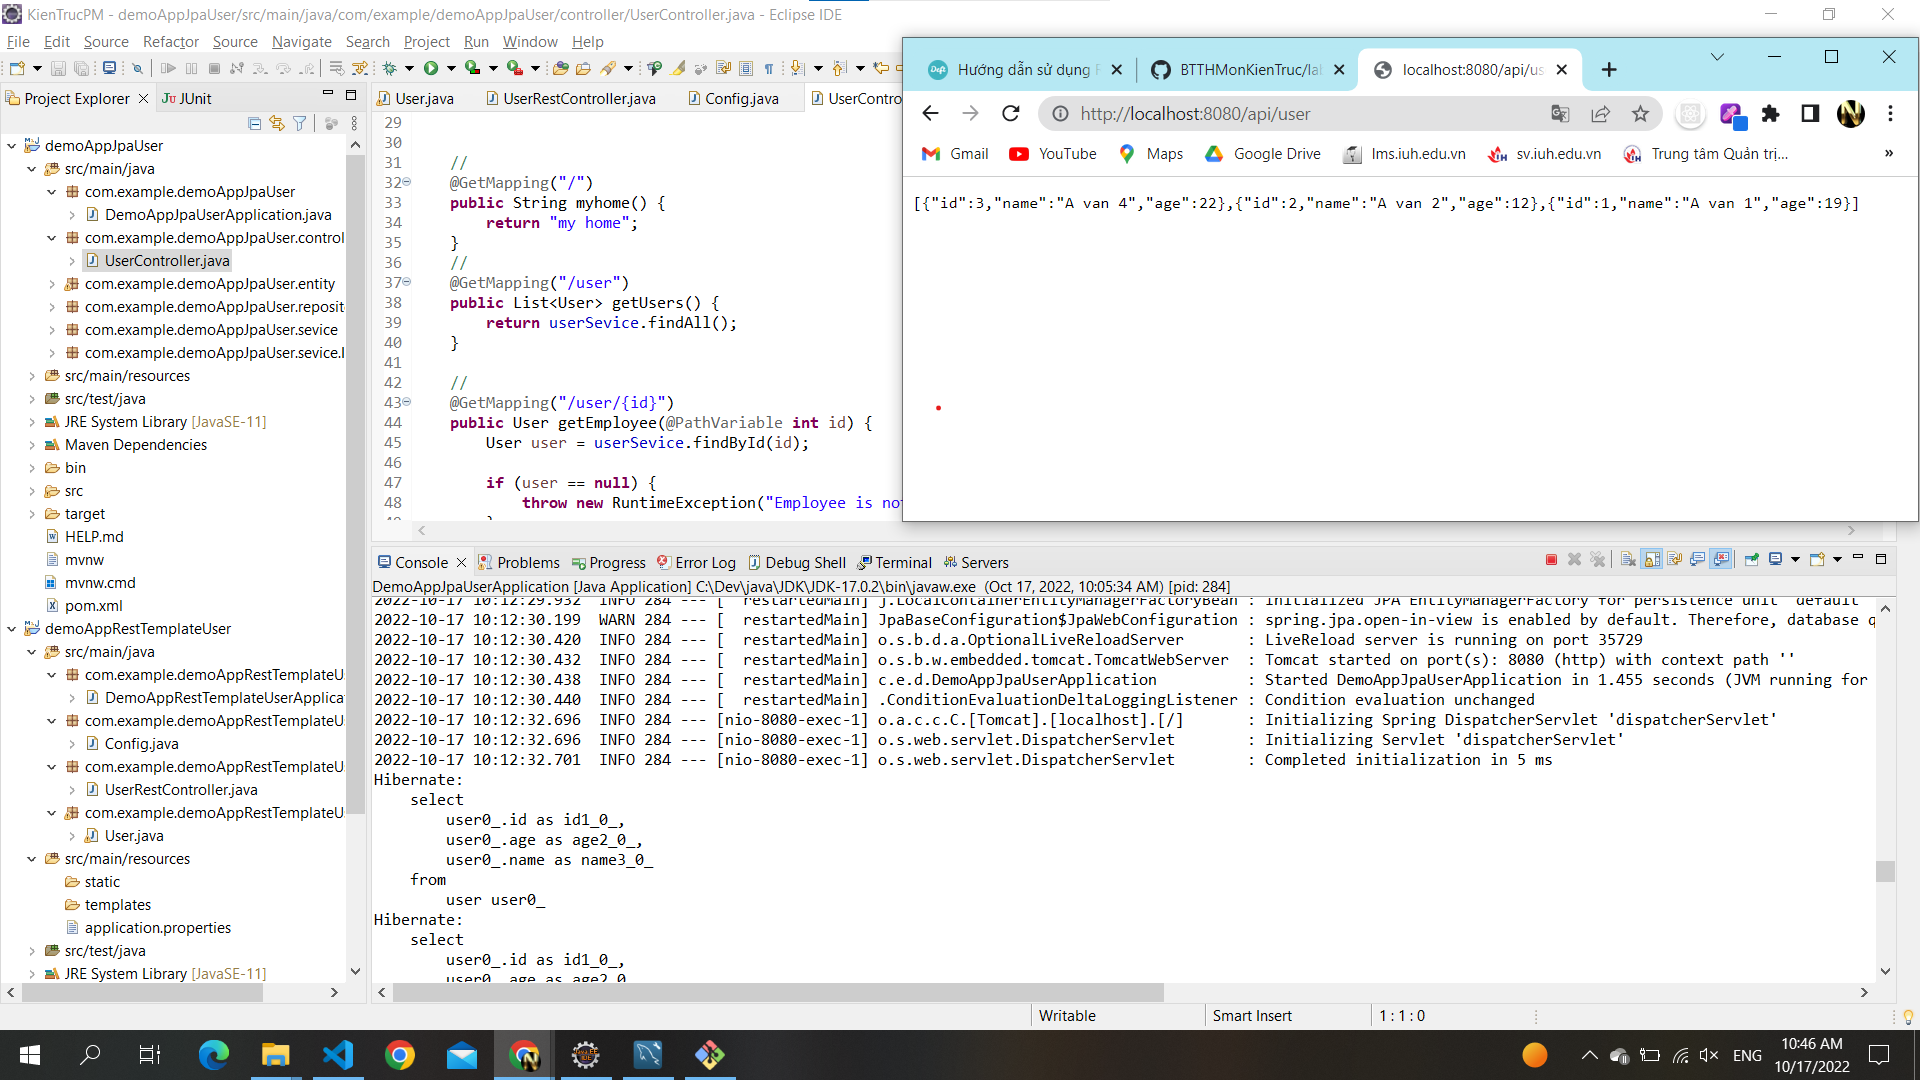 KienTrucPM - demoAppJpaUser/src/main/java/com/example/demoAppJpaUser/controller/UserController.java - Eclipse IDE
File Edit Source Refactor Source Navigate Search Project Run Window Help
Project Explorer
JUnit
demoAppJpaUser
src/main/java
com.example.demoAppJpaUser
DemoAppJpaUserApplication.java
com.example.demoAppJpaUser.control
UserController.java
com.example.demoAppJpaUser.entity
com.example.demoAppJpaUser.reposit
com.example.demoAppJpaUser.sevice
com.example.demoAppJpaUser.sevice.I
src/main/resources
src/test/java
JRE System Library [JavaSE-11]
Maven Dependencies
bin
src
target
HELP.md
mvnw
mvnw.cmd
pom.xml
demoAppRestTemplateUser
src/main/java
com.example.demoAppRestTemplateU
DemoAppRestTemplateUserApplicat
com.example.demoAppRestTemplateU
Config.java
com.example.demoAppRestTemplateU
UserRestController.java
com.example.demoAppRestTemplateU
User.java
src/main/resources
static
templates
application.properties
src/test/java
JRE System Library [JavaSE-11]
User.java UserRestController.java Config.java UserContro
29
30
31 //
32 @GetMapping("/")
33 public String myhome() {
34 return "my home";
35 }
36 //
37 @GetMapping("/user")
38 public List<User> getUsers() {
39 return userSevice.findAll();
40 }
41
42 //
43 @GetMapping("/user/{id}")
44 public User getEmployee(@PathVariable int id) {
45 User user = userSevice.findById(id);
46
47 if (user == null) {
48 throw new RuntimeException("Employee is no
Hướng dẫn sử dụng BTTHMonKienTruc/la localhost:8080/api/us
http://localhost:8080/api/user
Gmail YouTube Maps Google Drive lms.iuh.edu.vn sv.iuh.edu.vn Trung tâm Quản trị... »
[{"id":3,"name":"A van 4","age":22},{"id":2,"name":"A van 2","age":12},{"id":1,"name":"A van 1","age":19}]
Console Problems Progress Error Log Debug Shell Terminal Servers
DemoAppJpaUserApplication [Java Application] C:\Dev\java\JDK\JDK-17.0.2\bin\javaw.exe (Oct 17, 2022, 10:05:34 AM) [pid: 284]
2022-10-17 10:12:29.932 INFO 284 --- [ restartedMain] j.LocalContainerEntityManagerFactoryBean : Initialized JPA EntityManagerFactory for persistence unit 'default
2022-10-17 10:12:30.199 WARN 284 --- [ restartedMain] JpaBaseConfiguration$JpaWebConfiguration : spring.jpa.open-in-view is enabled by default. Therefore, database q
2022-10-17 10:12:30.420 INFO 284 --- [ restartedMain] o.s.b.d.a.OptionalLiveReloadServer : LiveReload server is running on port 35729
2022-10-17 10:12:30.432 INFO 284 --- [ restartedMain] o.s.b.w.embedded.tomcat.TomcatWebServer : Tomcat started on port(s): 8080 (http) with context path ''
2022-10-17 10:12:30.438 INFO 284 --- [ restartedMain] c.e.d.DemoAppJpaUserApplication : Started DemoAppJpaUserApplication in 1.455 seconds (JVM running for
2022-10-17 10:12:30.440 INFO 284 --- [ restartedMain] .ConditionEvaluationDeltaLoggingListener : Condition evaluation unchanged
2022-10-17 10:12:32.696 INFO 284 --- [nio-8080-exec-1] o.a.c.c.C.[Tomcat].[localhost].[/] : Initializing Spring DispatcherServlet 'dispatcherServlet'
2022-10-17 10:12:32.696 INFO 284 --- [nio-8080-exec-1] o.s.web.servlet.DispatcherServlet : Initializing Servlet 'dispatcherServlet'
2022-10-17 10:12:32.701 INFO 284 --- [nio-8080-exec-1] o.s.web.servlet.DispatcherServlet : Completed initialization in 5 ms
Hibernate:
select
user0_.id as id1_0_,
user0_.age as age2_0_,
user0_.name as name3_0_
from
user user0_
Hibernate:
select
user0_.id as id1_0_,
user0_.age as age2_0
Writable Smart Insert 1 : 1 : 0
ENG
10:46 AM
10/17/2022